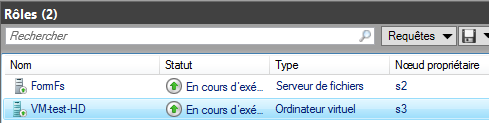 Rôles (2)
Rechercher Requêtes
Nom Statut Type Nœud propriétaire
FormFs En cours d'exé... Serveur de fichiers s2
VM-test-HD En cours d'exé... Ordinateur virtuel s3